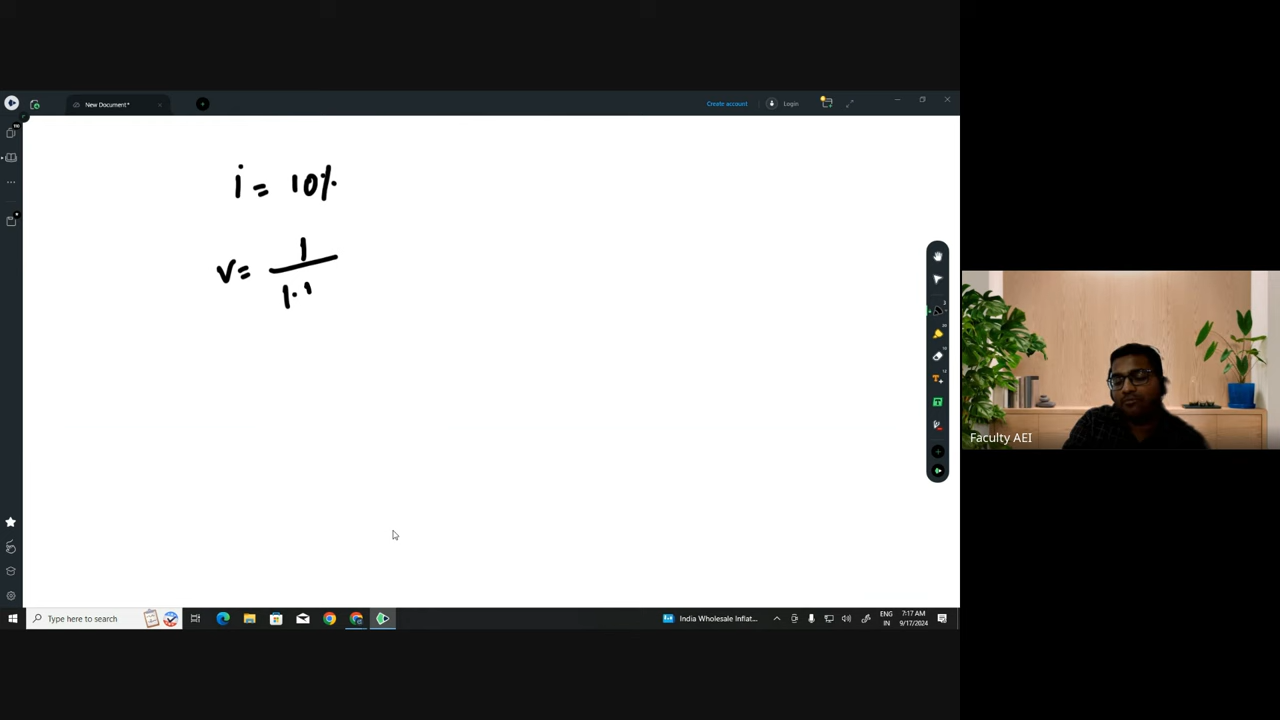 New Document*
Create account
Login
i = 10%
v = 1/1.1
Faculty AEI
Type here to search
India Wholesale Inflat...
ENG
IN
7:17 AM
9/17/2024